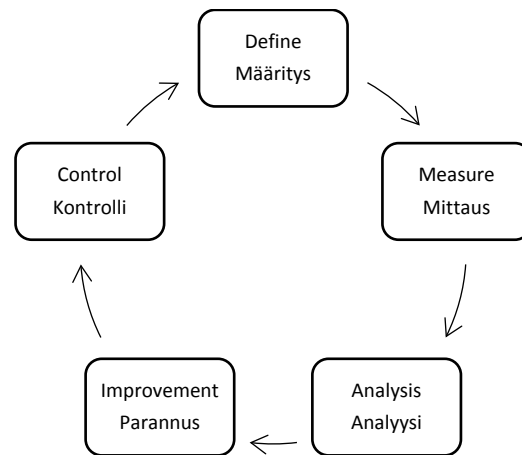 Define
Määritys
Measure
Mittaus
Analysis
Analyysi
Improvement
Parannus
Control
Kontrolli